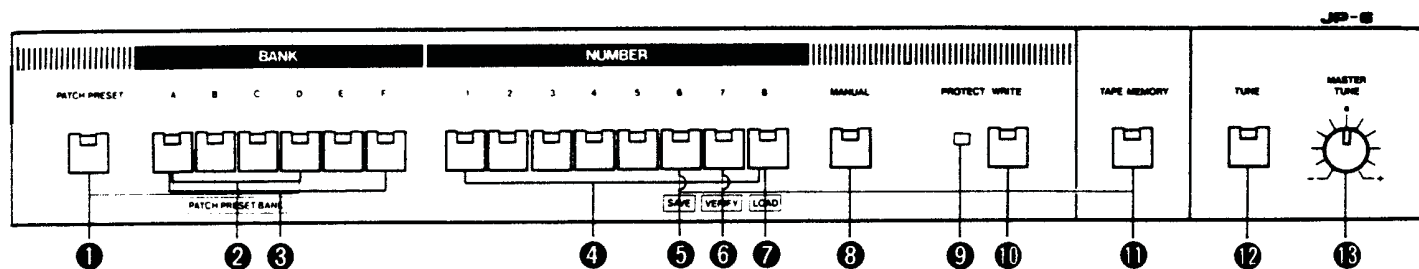 JP-6
BANK NUMBER
PATCH PRESET A B C D E F 1 2 3 4 5 6 7 8 MANUAL PROTECT WRITE TAPE MEMORY TUNE MASTER TUNE
- +
PATCH PRESET BANK SAVE VERIFY LOAD
1 2 3 4 5 6 7 8 9 10 11 12 13